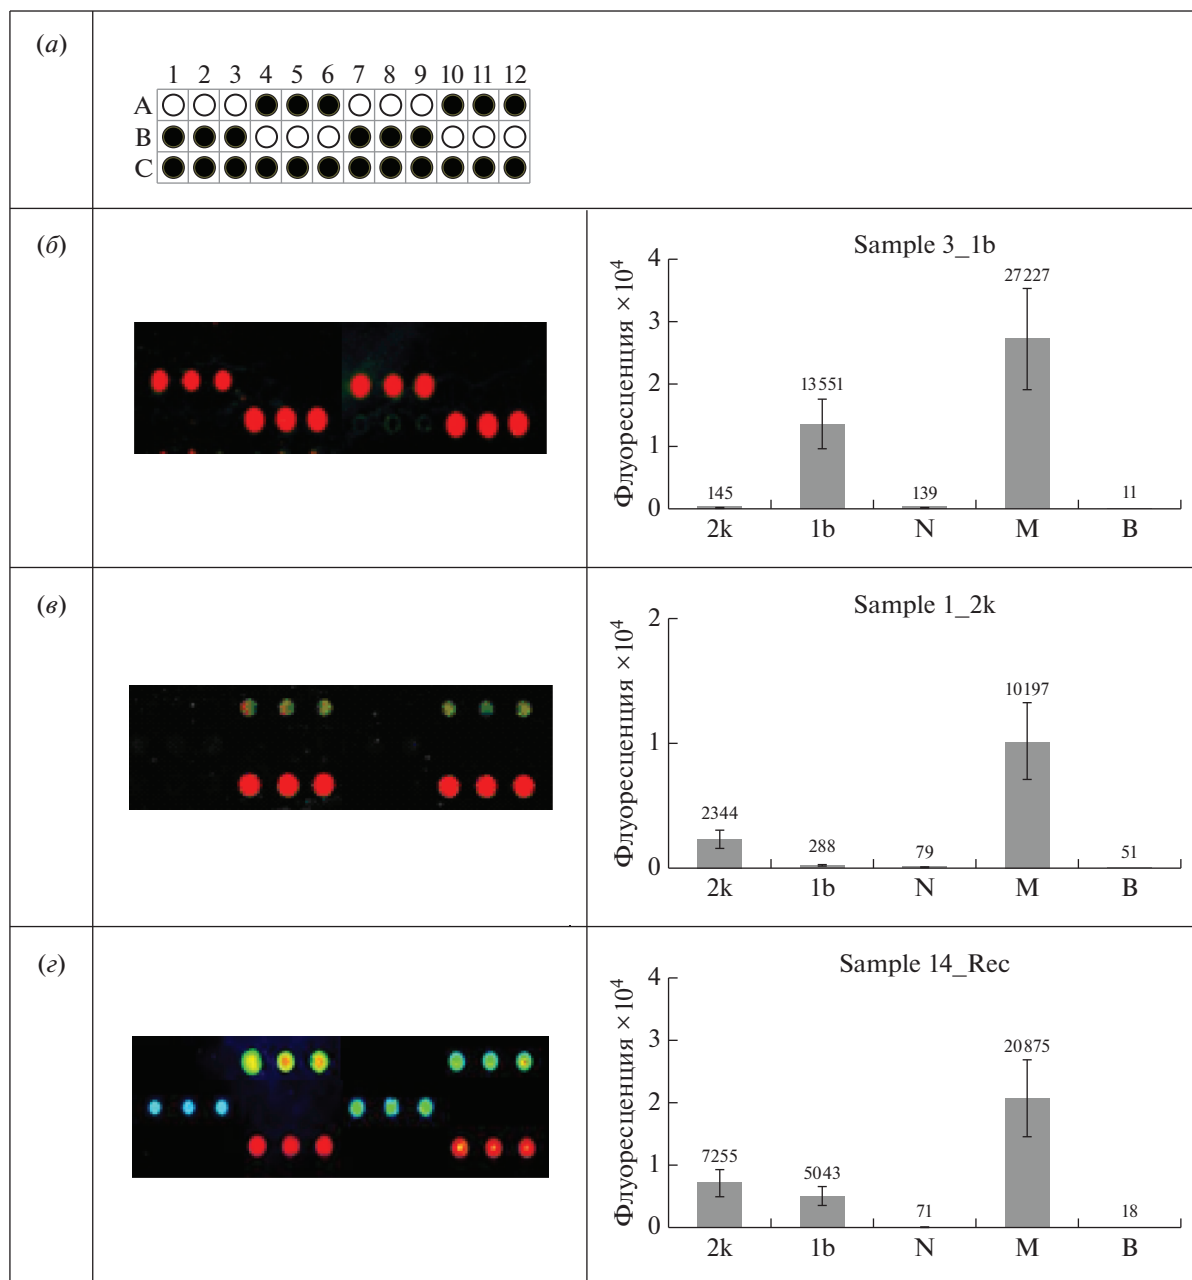 (а)
1 2 3 4 5 6 7 8 9 10 11 12
A
B
C
(б)
Sample 3_1b
Флуоресценция ×10⁴
4
3
2
1
0
145
13551
139
27227
11
2k 1b N M B
(в)
Sample 1_2k
Флуоресценция ×10⁴
2
1
0
2344
288
79
10197
51
2k 1b N M B
(г)
Sample 14_Rec
Флуоресценция ×10⁴
4
3
2
1
0
7255
5043
71
20875
18
2k 1b N M B